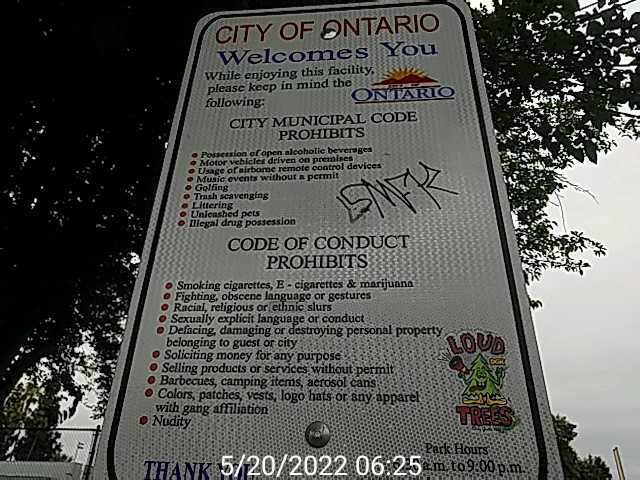 CITY OF ONTARIO
Welcomes You
While enjoying this facility,
please keep in mind the
following:
ONTARIO
CITY MUNICIPAL CODE
PROHIBITS
Possession of open alcoholic beverages
Motor vehicles driven on premises
Usage of airborne remote control devices
Music events without a permit
Golfing
Trash scavenging
Littering
Unleashed pets
Illegal drug possession
CODE OF CONDUCT
PROHIBITS
Smoking cigarettes, E - cigarettes & marijuana
Fighting, obscene language or gestures
Racial, religious or ethnic slurs
Sexually explicit language or conduct
Defacing, damaging or destroying personal property
belonging to guest or city
Soliciting money for any purpose
Selling products or services without permit
Barbecues, camping items, aerosol cans
Colors, patches, vests, logo hats or any apparel
with gang affiliation
Nudity
LOUD
TREES
Park Hours
a.m. to 9:00 p.m.
THANK YOU
5/20/2022 06:25